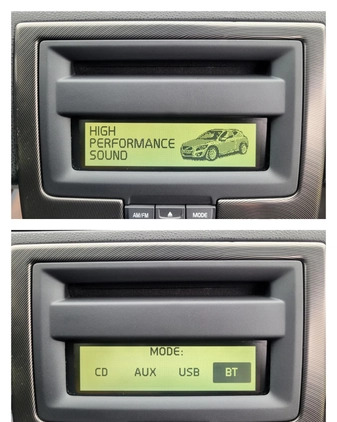 HIGH
PERFORMANCE
SOUND
AM/FM
MODE
MODE:
CD AUX USB BT